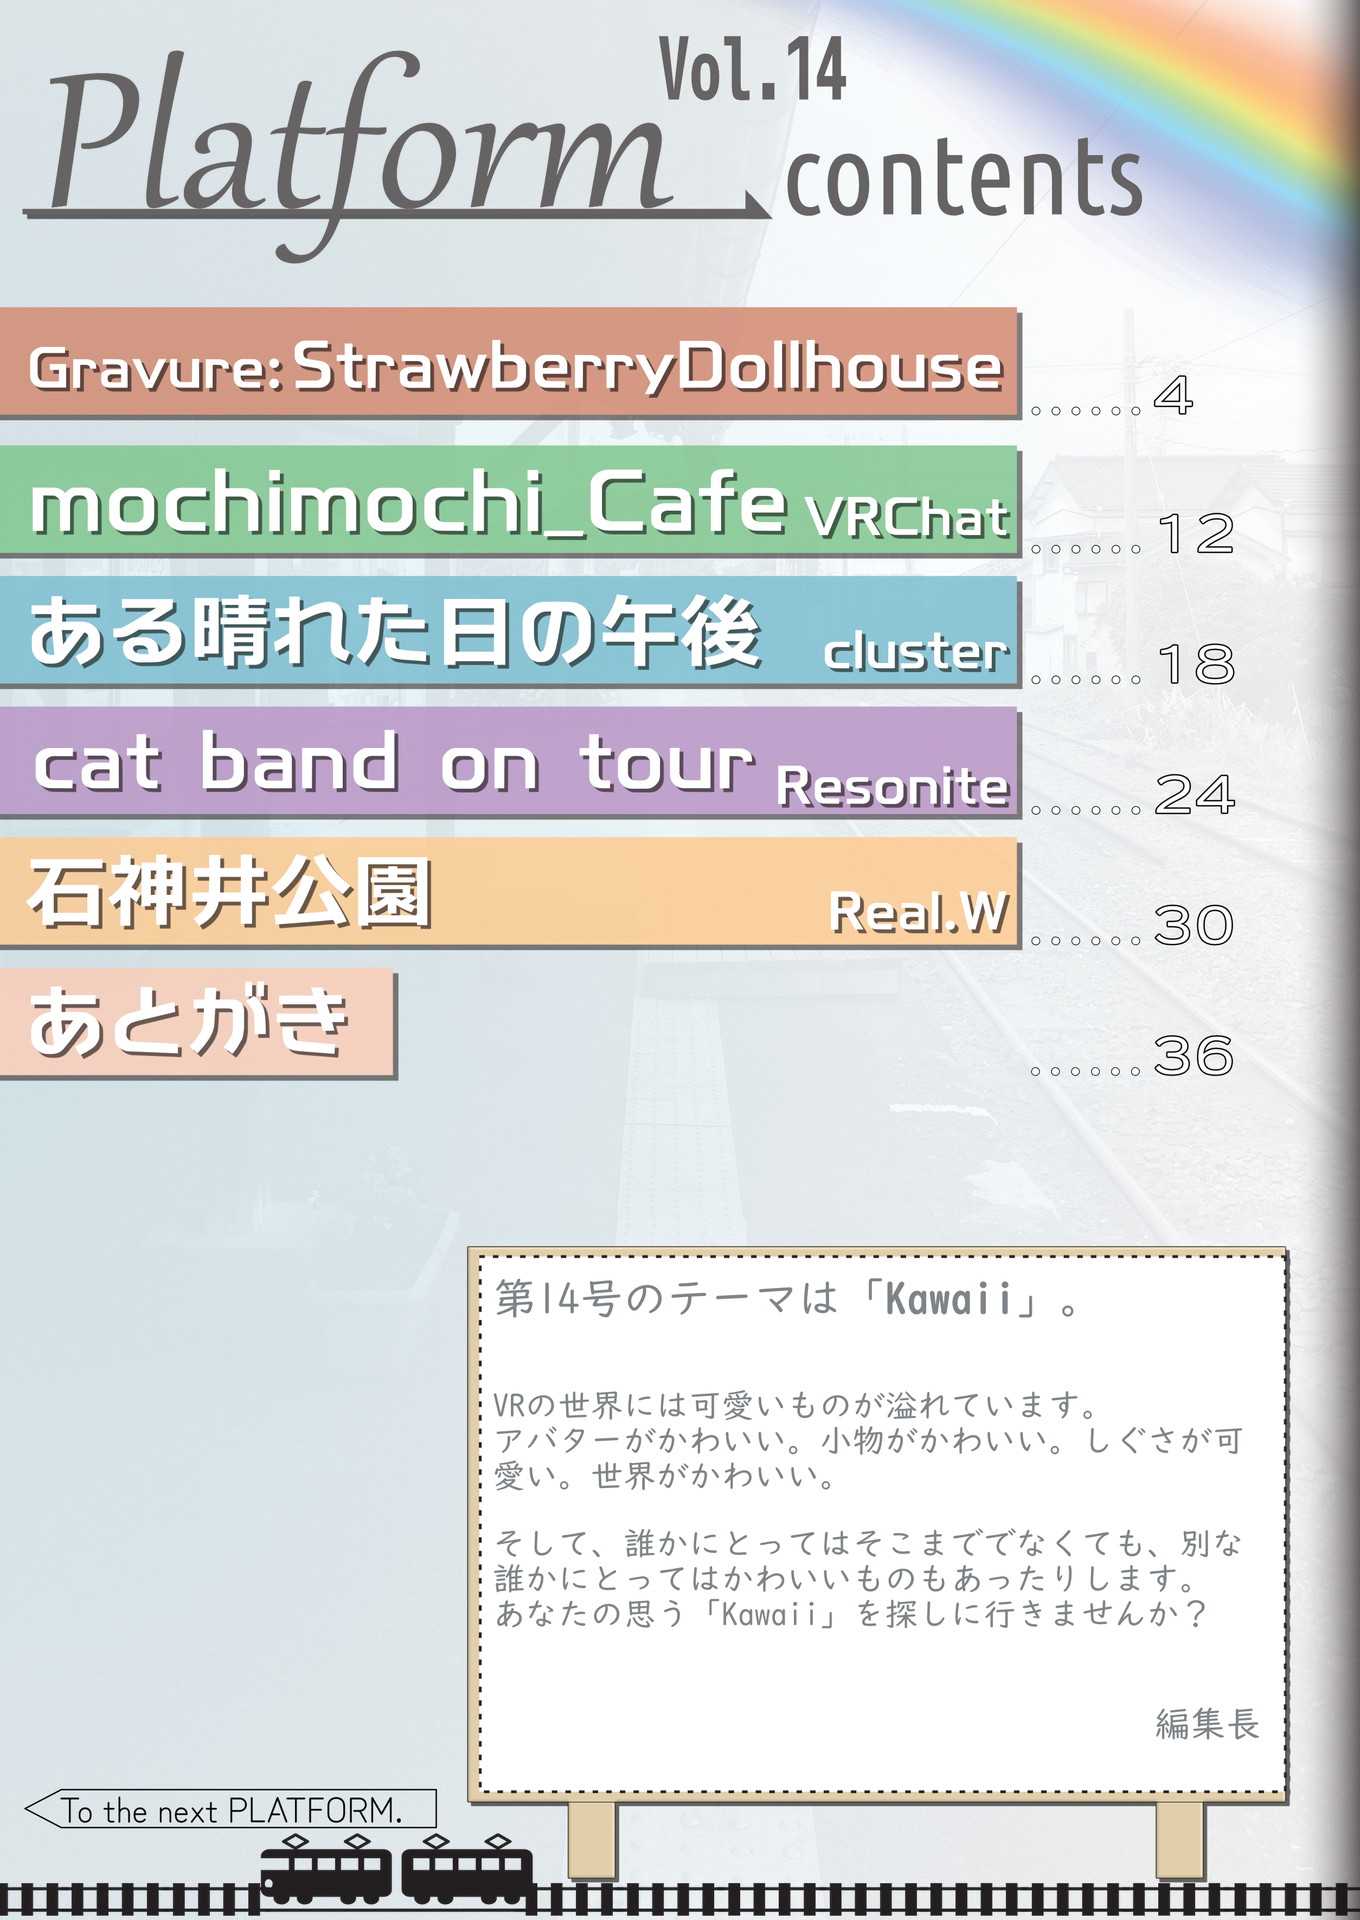 Platform
Vol.14
contents
Gravure:StrawberryDollhouse ......4
mochimochi_Cafe VRChat ......12
ある晴れた日の午後 cluster ......18
cat band on tour Resonite ......24
石神井公園 Real.W ......30
あとがき ......36
第14号のテーマは「Kawaii」。
VRの世界には可愛いものが溢れています。
アバターがかわいい。小物がかわいい。しぐさが可
愛い。世界がかわいい。
そして、誰かにとってはそこまででなくても、別な
誰かにとってはかわいいものもあったりします。
あなたの思う「Kawaii」を探しに行きませんか？
編集長
To the next PLATFORM.